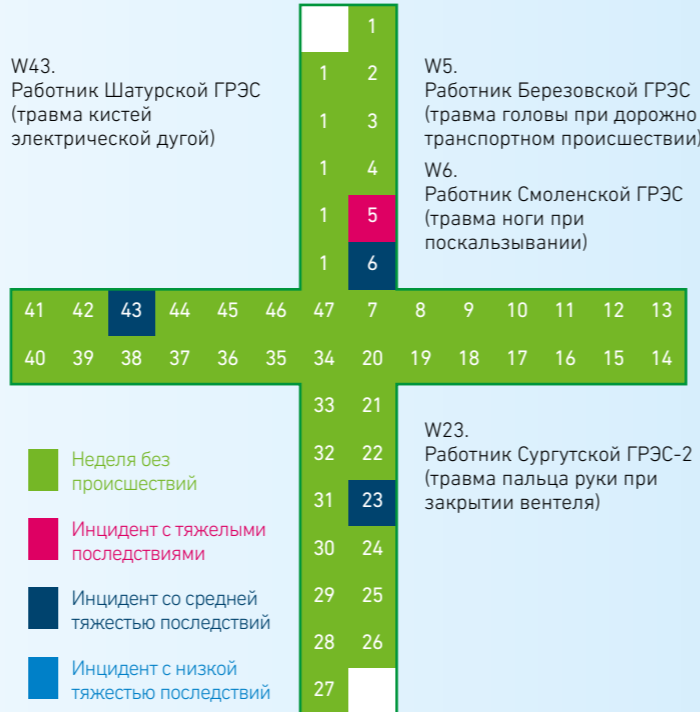 W43.
Работник Шатурской ГРЭС
(травма кистей
электрической дугой)
1
1 2
1 3
1 4
1 5
1 6
W5.
Работник Березовской ГРЭС
(травма головы при дорожно
транспортном происшествии)
W6.
Работник Смоленской ГРЭС
(травма ноги при
поскальзывании)
41 42 43 44 45 46 47 7 8 9 10 11 12 13
40 39 38 37 36 35 34 20 19 18 17 16 15 14
33 21
32 22
31 23
30 24
29 25
28 26
27
W23.
Работник Сургутской ГРЭС-2
(травма пальца руки при
закрытии вентеля)
Неделя без
происшествий
Инцидент с тяжелыми
последствиями
Инцидент со средней
тяжестью последствий
Инцидент с низкой
тяжестью последствий